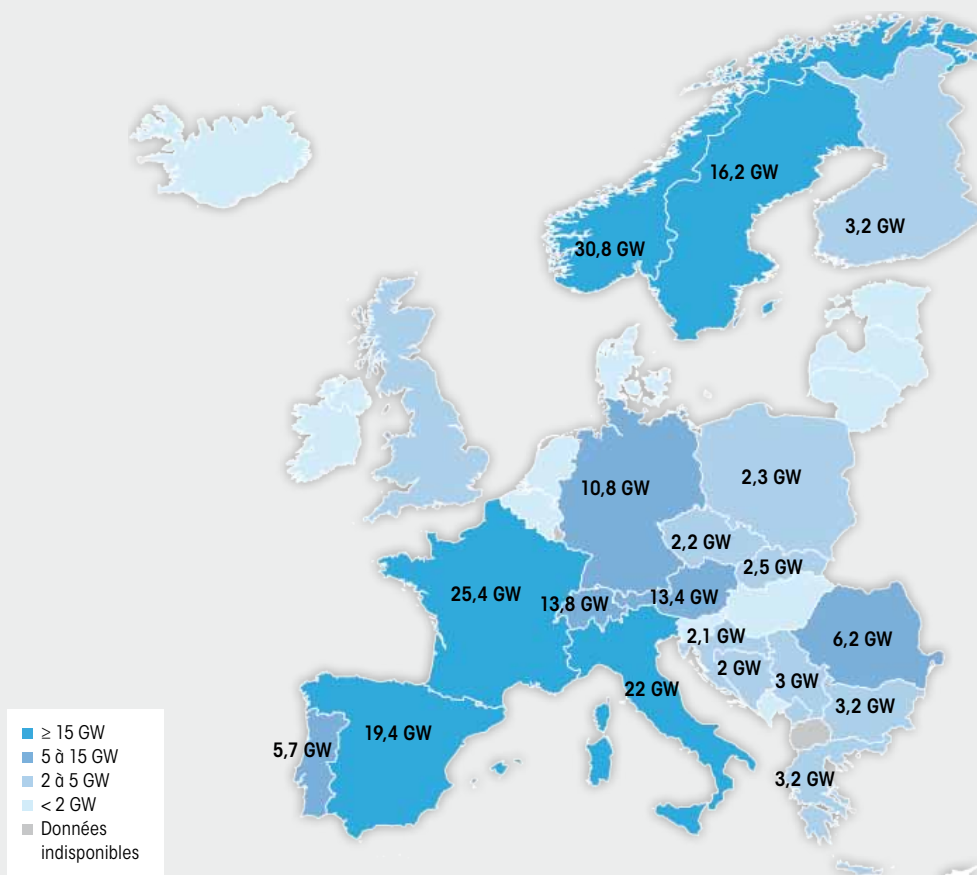 16,2 GW
3,2 GW
30,8 GW
10,8 GW
2,3 GW
2,2 GW
2,5 GW
25,4 GW
13,8 GW
13,4 GW
2,1 GW
6,2 GW
2 GW
3 GW
22 GW
3,2 GW
19,4 GW
5,7 GW
3,2 GW
≥ 15 GW
5 à 15 GW
2 à 5 GW
< 2 GW
Données
indisponibles